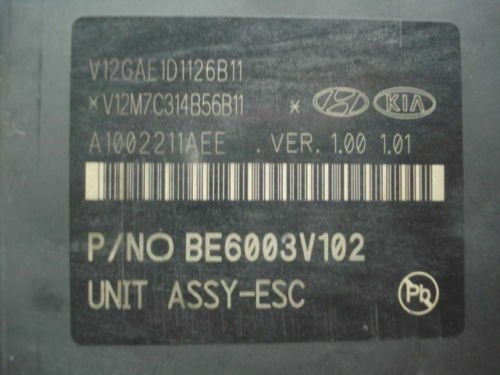 V12GAE1D1126B11
*V12M7C314B56B11 * KIA
A1002211AEE . VER. 1.00 1.01
P/NO BE6003V102
UNIT ASSY-ESC
Pb